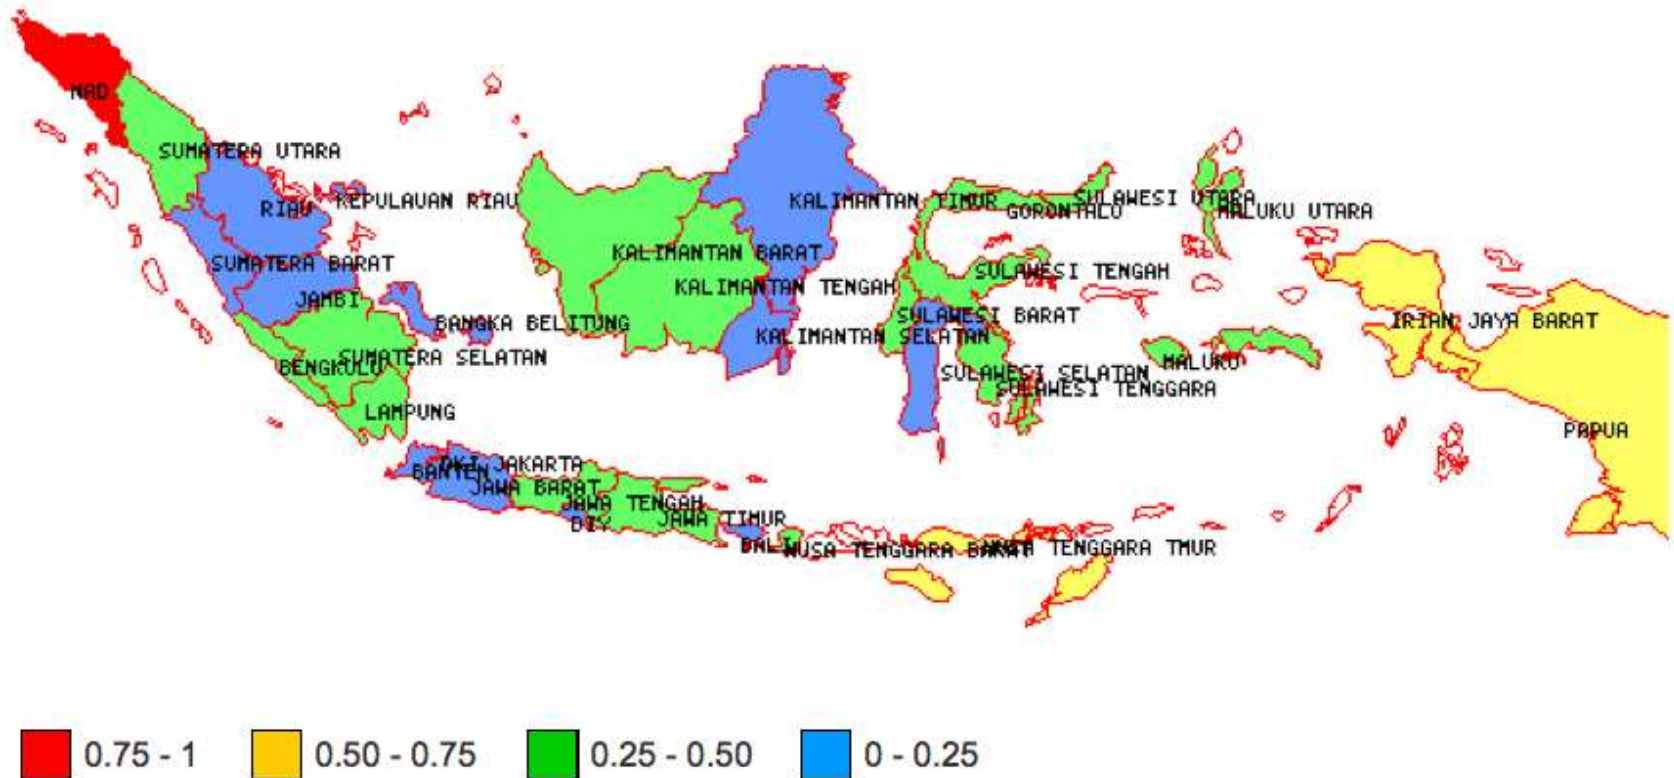 NAD
SUMATERA UTARA
RIAU
KEPULAUAN RIAU
KALIMANTAN TIMUR
SULAWESI UTARA
GORONTALO
MALUKU UTARA
SUMATERA BARAT
KALIMANTAN BARAT
SULAWESI TENGAH
JAMBI
KALIMANTAN TENGAH
BANGKA BELITUNG
SULAWESI BARAT
IRIAN JAYA BARAT
KALIMANTAN SELATAN
SUMATERA SELATAN
BENGKULU
MALUKU
SULAWESI SELATAN
SULAWESI TENGGARA
LAMPUNG
PAPUA
DKI JAKARTA
BANTEN
JAWA BARAT
JAWA TENGAH
DIY
JAWA TIMUR
BALI
NUSA TENGGARA BARAT
TENGGARA TMUR
0.75 - 1
0.50 - 0.75
0.25 - 0.50
0 - 0.25